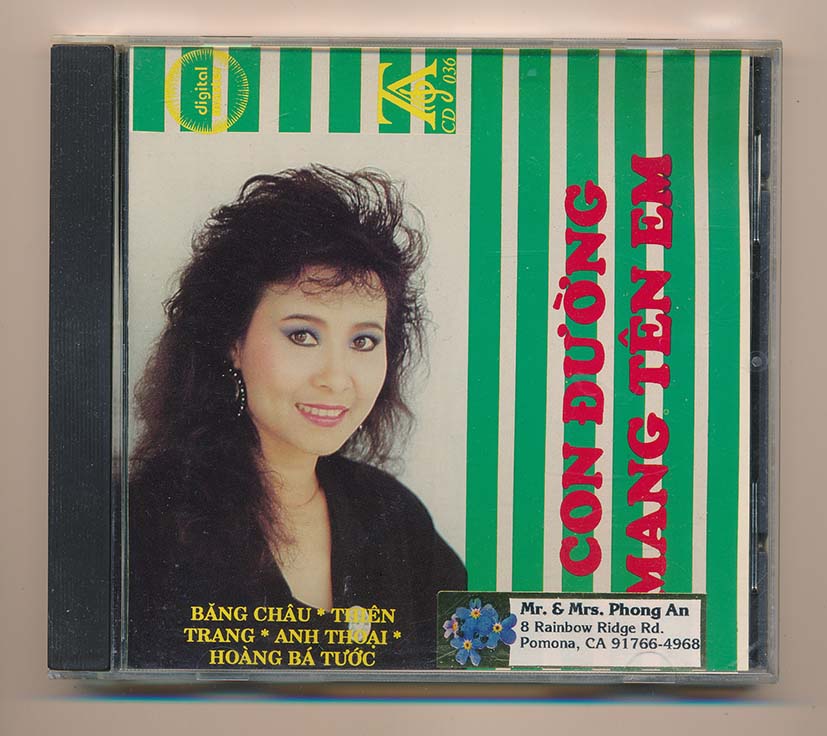 digital
TA
CD 036
CON ĐƯỜNG
MANG TÊN EM
BĂNG CHÂU * THIÊN
TRANG * ANH THOẠI *
HOÀNG BÁ TƯỚC
Mr. & Mrs. Phong An
8 Rainbow Ridge Rd.
Pomona, CA 91766-4968